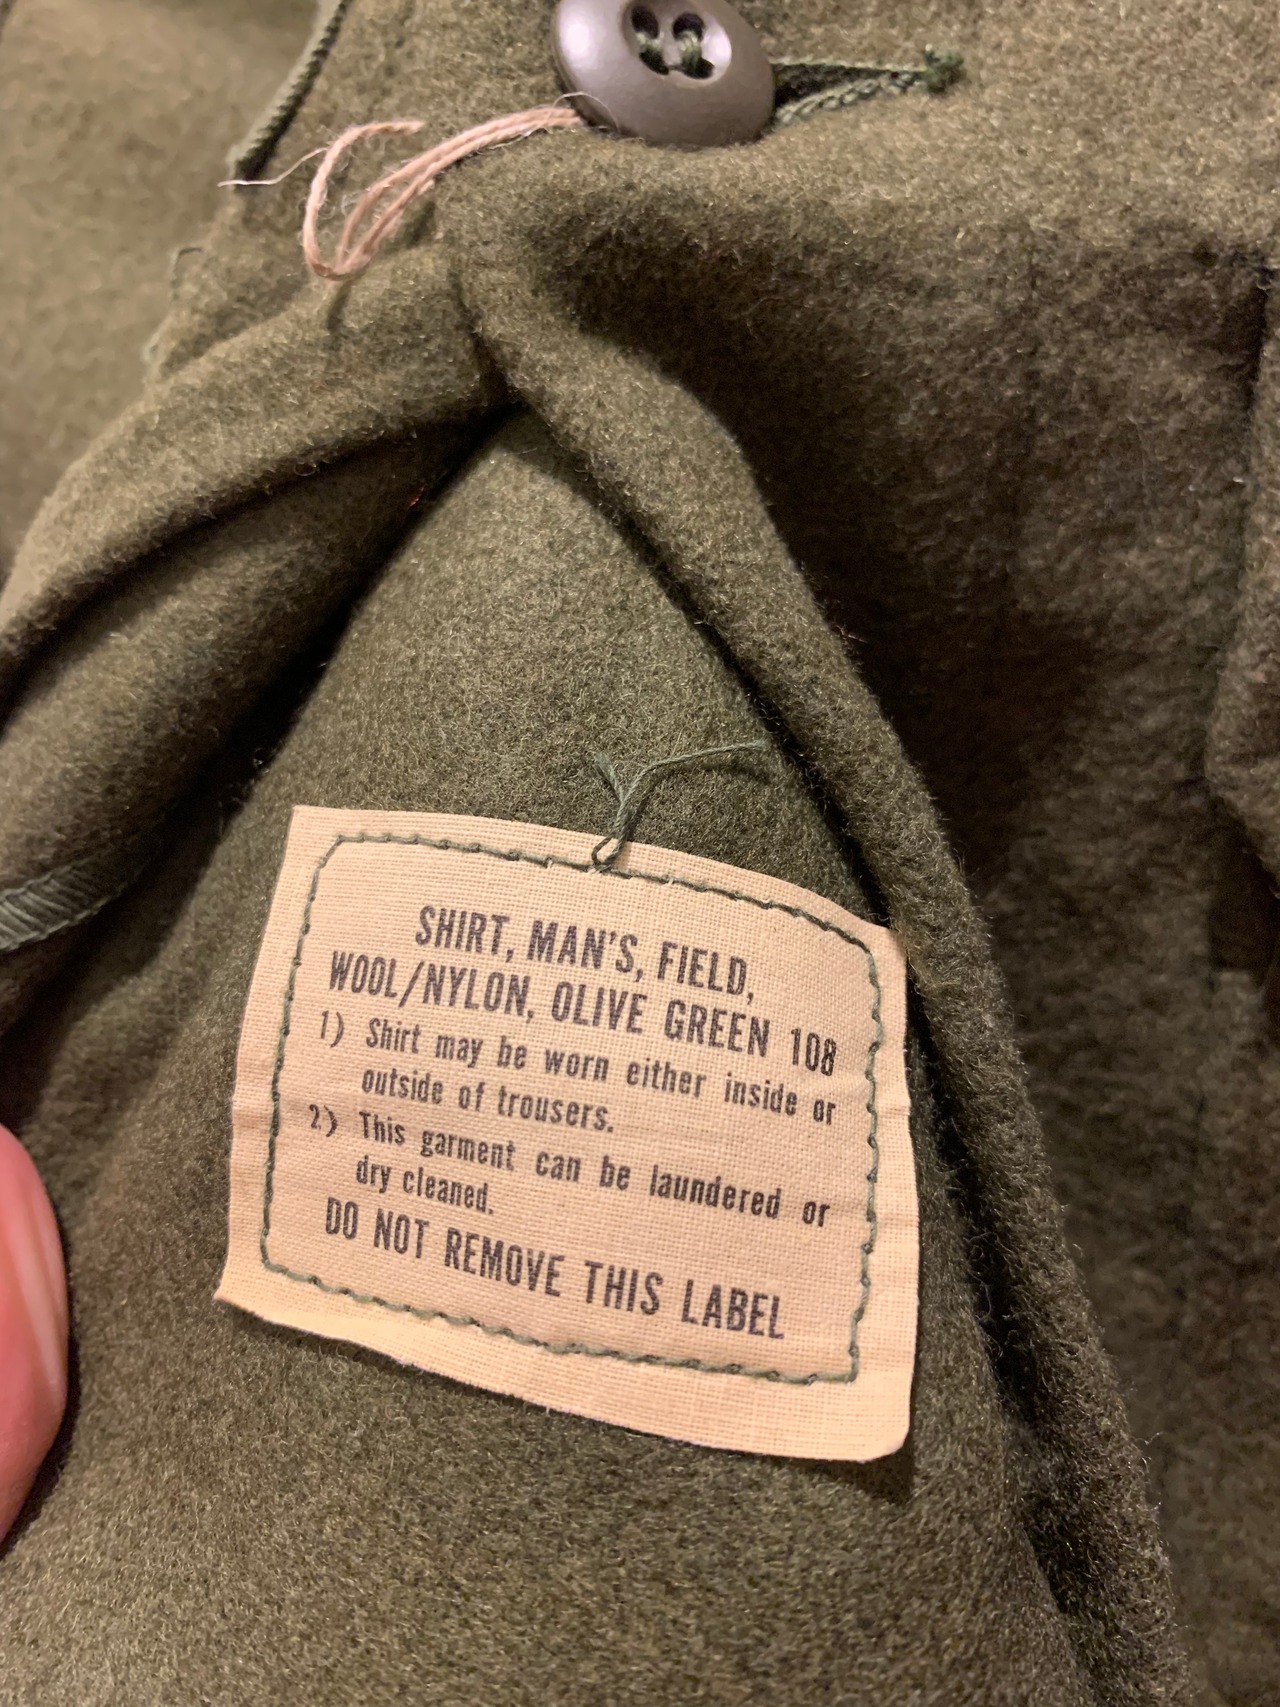 SHIRT, MAN'S, FIELD,
WOOL/NYLON, OLIVE GREEN 108
1) Shirt may be worn either inside or
outside of trousers.
2) This garment can be laundered or
dry cleaned.
DO NOT REMOVE THIS LABEL